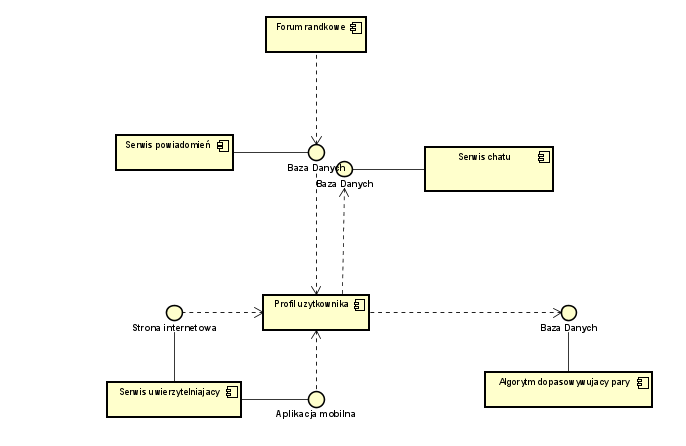 Forum randkowe
Serwis powiadomień
Baza Danych
Serwis chatu
Baza Danych
Profil uzytkownika
Strona internetowa
Baza Danych
Serwis uwierzytelniajacy
Algorytm dopasowywujacy pary
Aplikacja mobilna